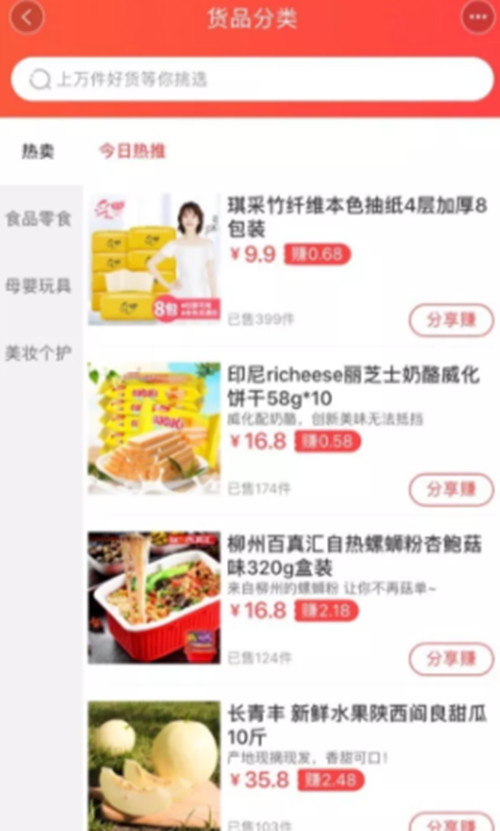 货品分类
上万件好货等你挑选
热卖
今日热推
食品零食
母婴玩具
美妆个护
琪采竹纤维本色抽纸4层加厚8
包装
¥9.9 赚0.68
已售399件
分享赚
8包
印尼richeese丽芝士奶酪威化
饼干58g*10
威化配奶酪，创新美味无法抵挡
¥16.8 赚0.58
已售174件
分享赚
柳州百真汇自热螺蛳粉杏鲍菇
味320g盒装
来自柳州的螺蛳粉 让你不再菇单~
¥16.8 赚2.18
已售124件
分享赚
长青丰 新鲜水果陕西阎良甜瓜
10斤
产地现摘现发，香甜可口！
¥35.8 赚2.48
已售103件
分享赚